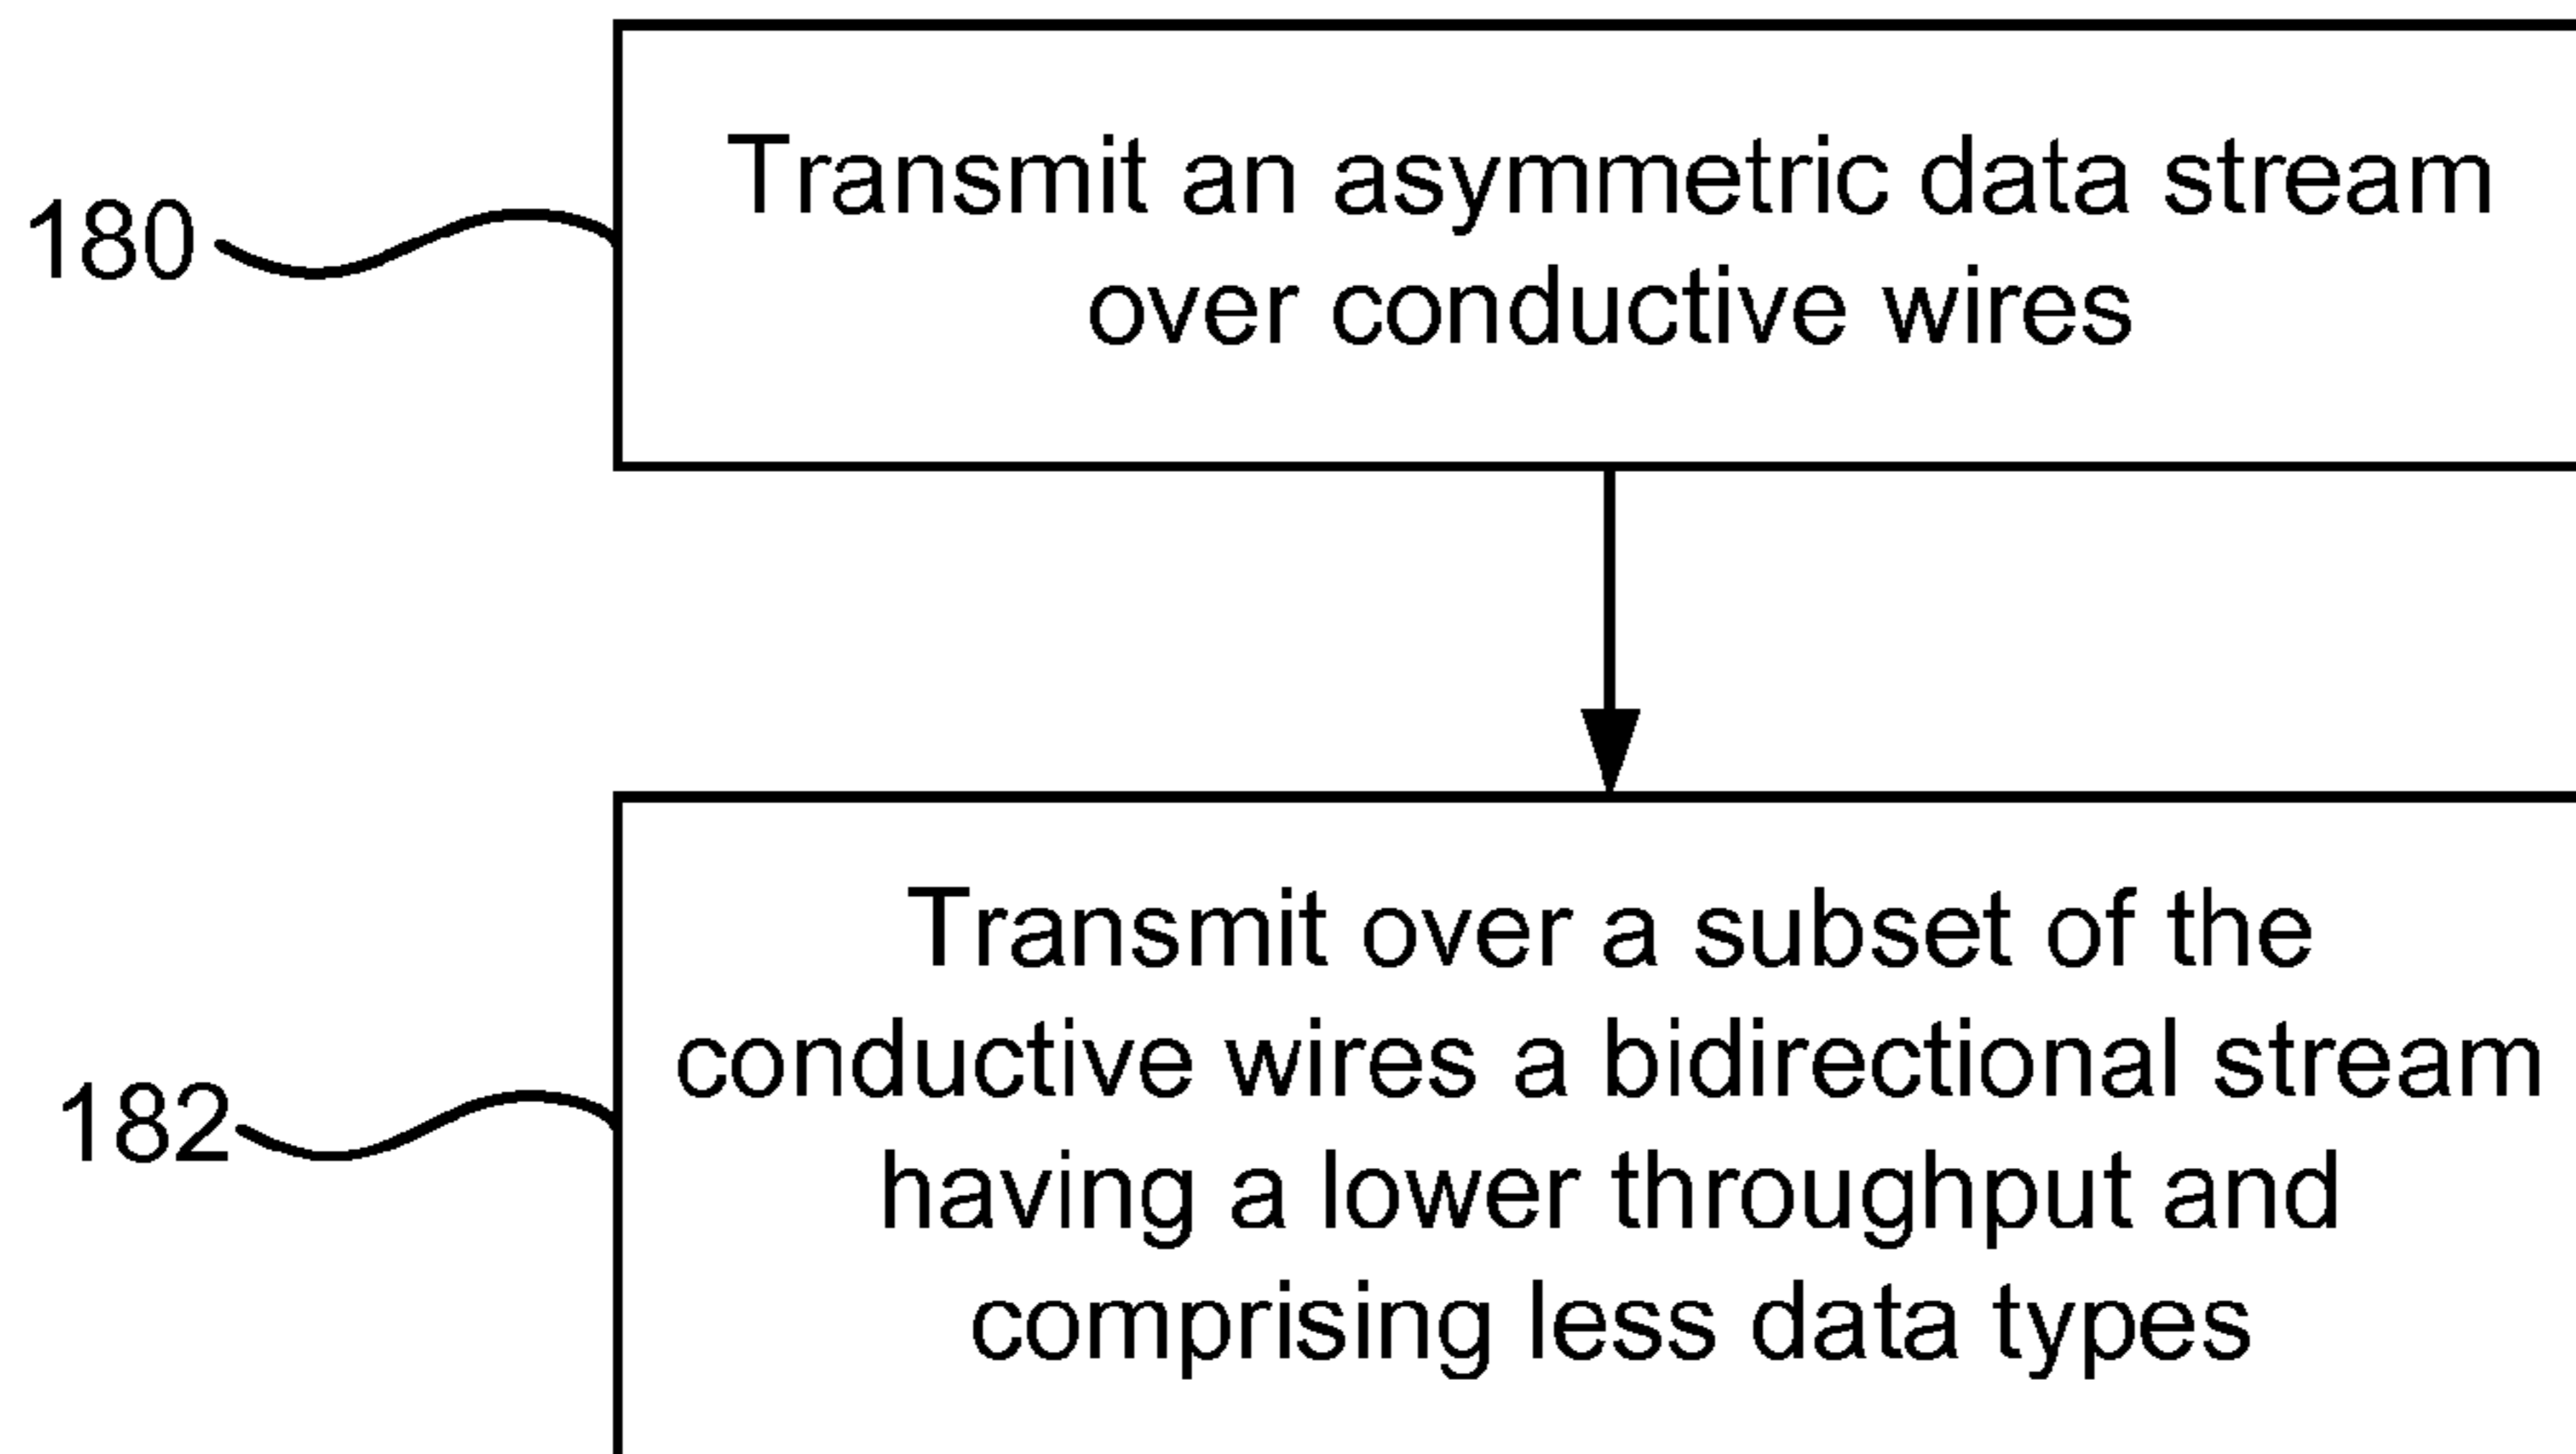 180
Transmit an asymmetric data stream
over conductive wires
182
Transmit over a subset of the
conductive wires a bidirectional stream
having a lower throughput and
comprising less data types